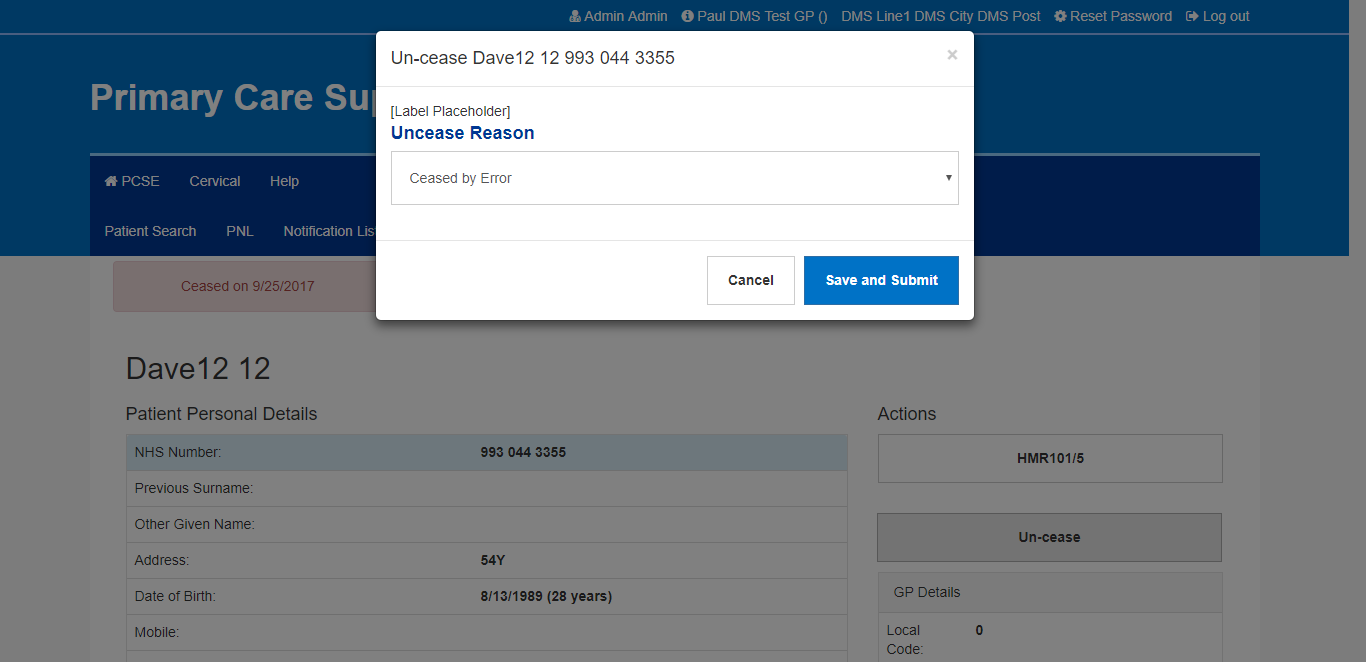 Admin Admin Paul DMS Test GP () DMS Line1 DMS City DMS Post Reset Password Log out
Un-cease Dave12 12 993 044 3355 ×
Primary Care Su
[Label Placeholder]
Uncease Reason
Ceased by Error
PCSE Cervical Help
Patient Search PNL Notification Lis
Cancel Save and Submit
Ceased on 9/25/2017
Dave12 12
Patient Personal Details
NHS Number: 993 044 3355
Previous Surname:
Other Given Name:
Address: 54Y
Date of Birth: 8/13/1989 (28 years)
Mobile:
Actions
HMR101/5
Un-cease
GP Details
Local Code: 0